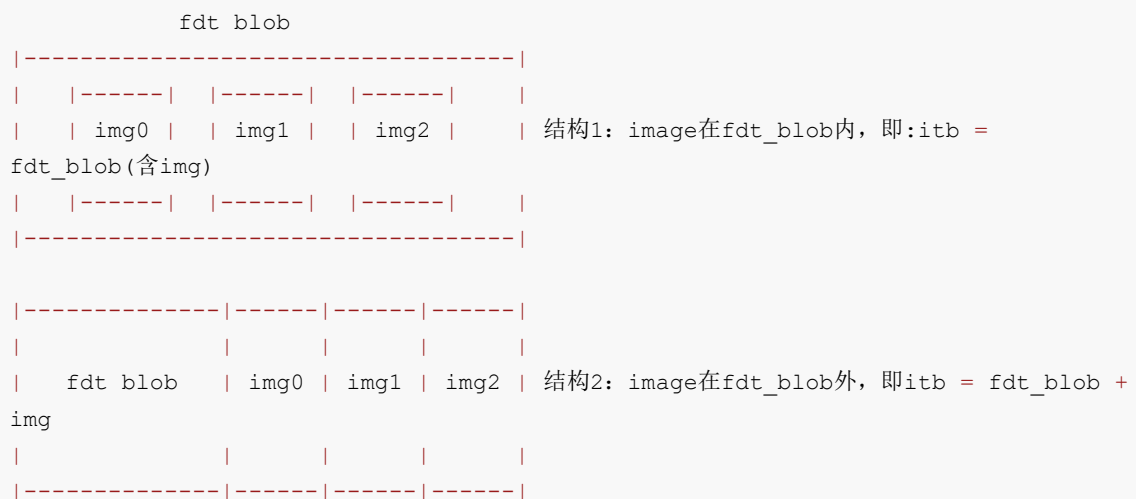 fdt blob
|-----------------------------------|
|   |------|  |------|  |------|     |
|   | img0 |  | img1 |  | img2 |     | 结构1：image在fdt_blob内，即:itb =
fdt_blob(含img)
|   |------|  |------|  |------|     |
|-----------------------------------|

|--------------|------|------|------|
|              |      |      |      |
|   fdt blob   | img0 | img1 | img2 | 结构2：image在fdt_blob外，即itb = fdt_blob +
img
|              |      |      |      |
|--------------|------|------|------|